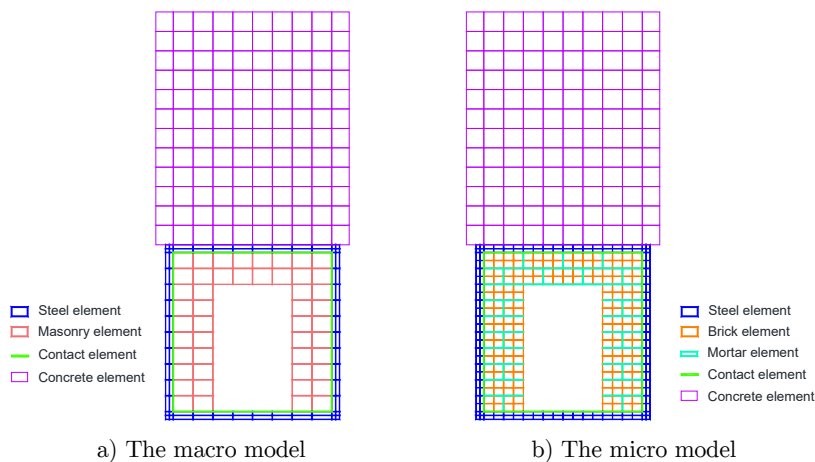 Steel element
Masonry element
Contact element
Concrete element
Steel element
Brick element
Mortar element
Contact element
Concrete element
a) The macro model
b) The micro model